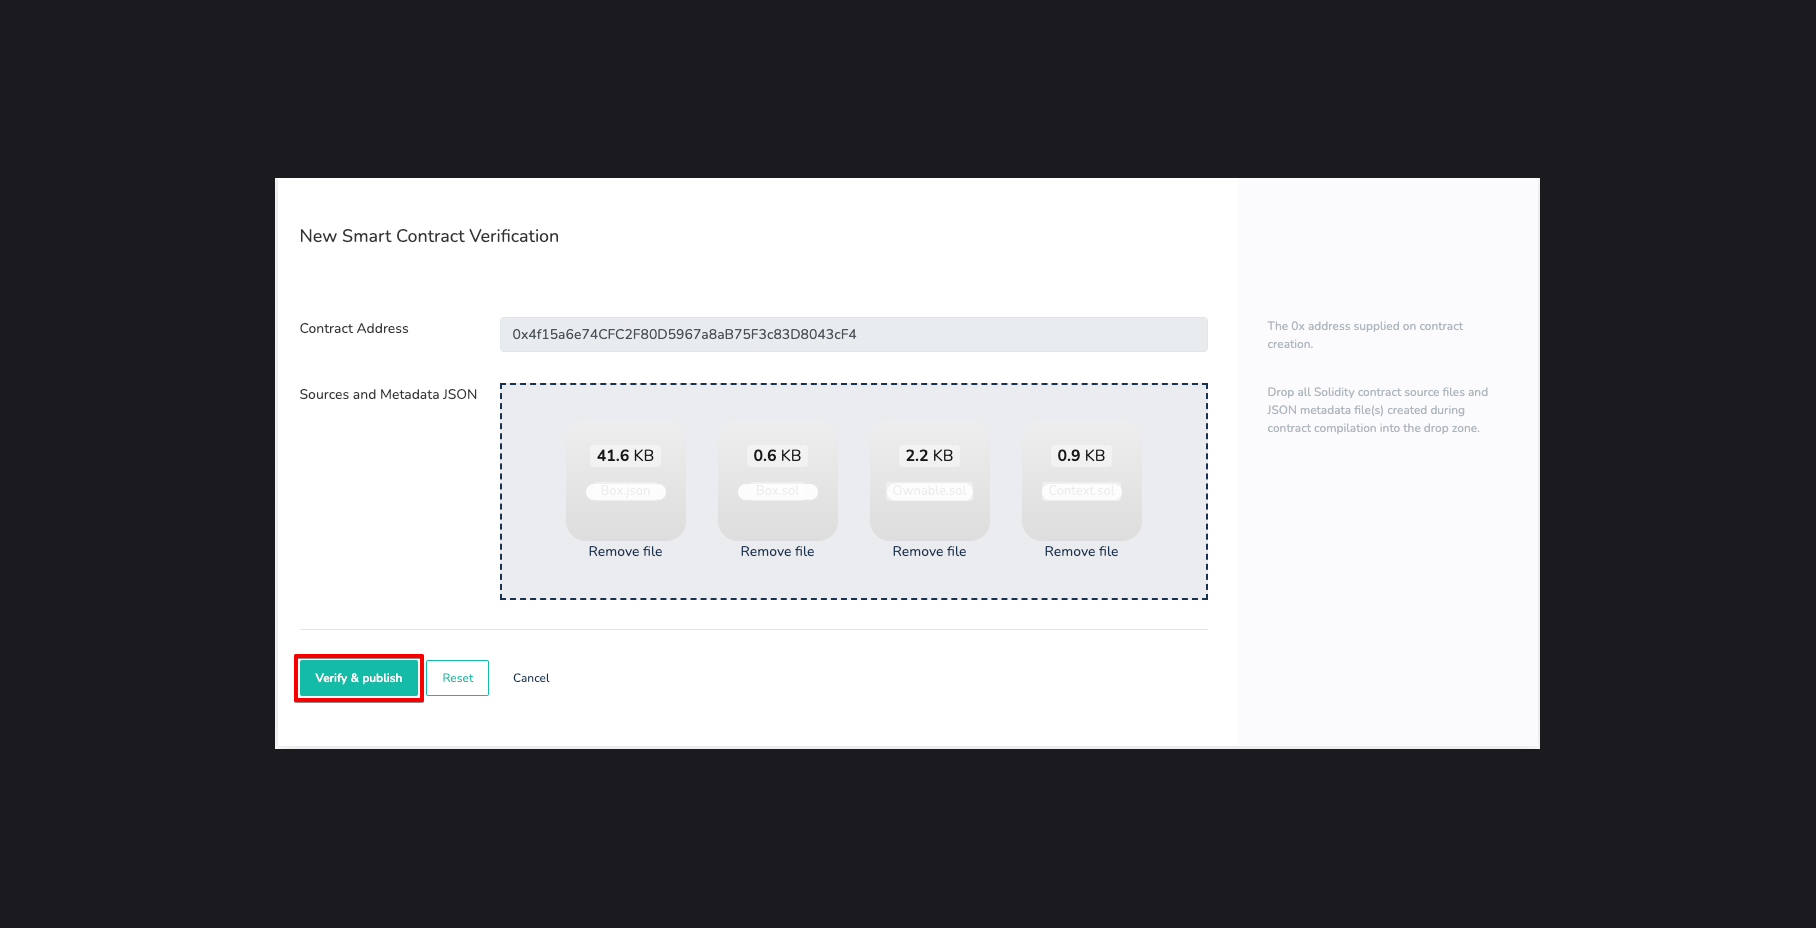 New Smart Contract Verification
Contract Address
0x4f15a6e74CFC2F80D5967a8aB75F3c83D8043cF4
The 0x address supplied on contract
creation.
Sources and Metadata JSON
41.6 KB
Box.json
Remove file
0.6 KB
Box.sol
Remove file
2.2 KB
Ownable.sol
Remove file
0.9 KB
Context.sol
Remove file
Drop all Solidity contract source files and
JSON metadata file(s) created during
contract compilation into the drop zone.
Verify & publish
Reset
Cancel